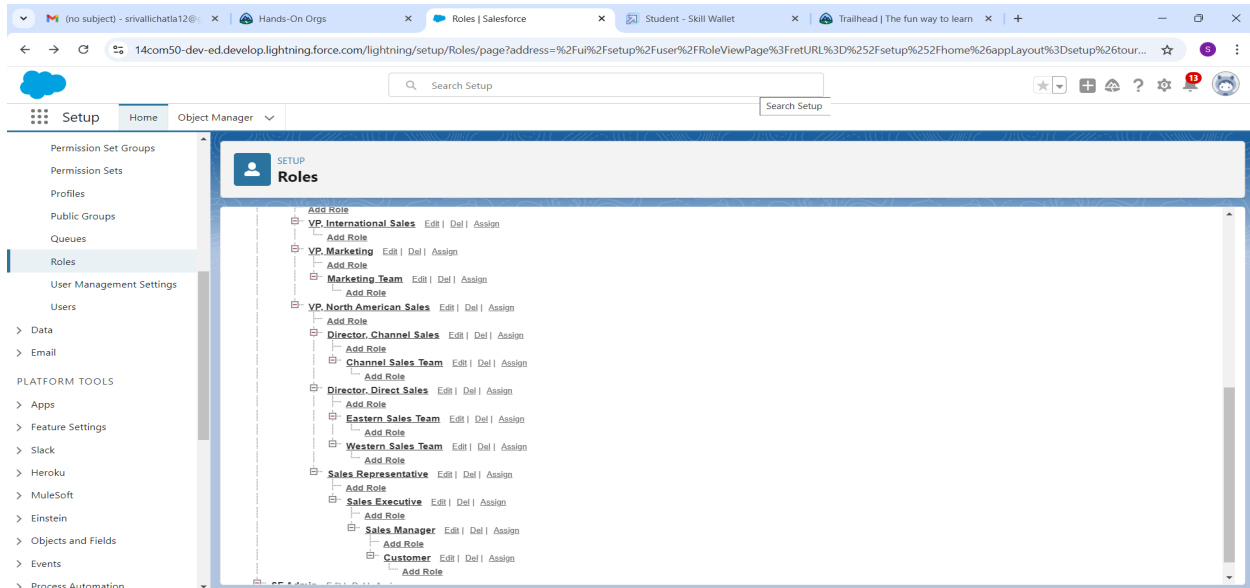 (no subject) - srivallichatla12@g
Hands-On Orgs
Roles | Salesforce
Student - Skill Wallet
Trailhead | The fun way to learn
14com50-dev-ed.develop.lightning.force.com/lightning/setup/Roles/page?address=%2Fui%2Fsetup%2Fuser%2FRoleViewPage%3FretURL%3D%252Fsetup%252Fhome%26appLayout%3Dsetup%26tour...
S
Search Setup
13
Search Setup
Setup Home Object Manager
Permission Set Groups
Permission Sets
Profiles
Public Groups
Queues
Roles
User Management Settings
Users
Data
Email
PLATFORM TOOLS
Apps
Feature Settings
Slack
Heroku
MuleSoft
Einstein
Objects and Fields
Events
Process Automation
SETUP
Roles
Add Role
VP, International Sales Edit | Del | Assign
Add Role
VP, Marketing Edit | Del | Assign
Add Role
Marketing Team Edit | Del | Assign
Add Role
VP, North American Sales Edit | Del | Assign
Add Role
Director, Channel Sales Edit | Del | Assign
Add Role
Channel Sales Team Edit | Del | Assign
Add Role
Director, Direct Sales Edit | Del | Assign
Add Role
Eastern Sales Team Edit | Del | Assign
Add Role
Western Sales Team Edit | Del | Assign
Add Role
Sales Representative Edit | Del | Assign
Add Role
Sales Executive Edit | Del | Assign
Add Role
Sales Manager Edit | Del | Assign
Add Role
Customer Edit | Del | Assign
Add Role